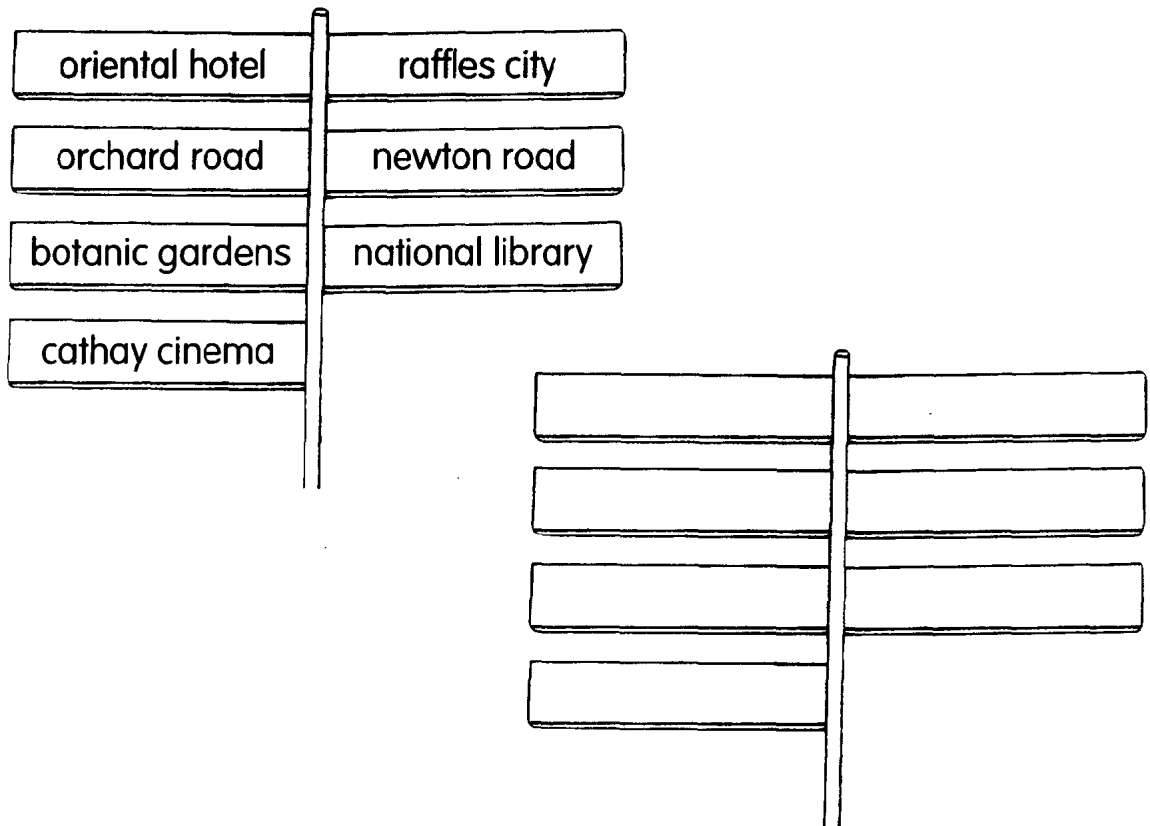 oriental hotel
raffles city
orchard road
newton road
botanic gardens
national library
cathay cinema